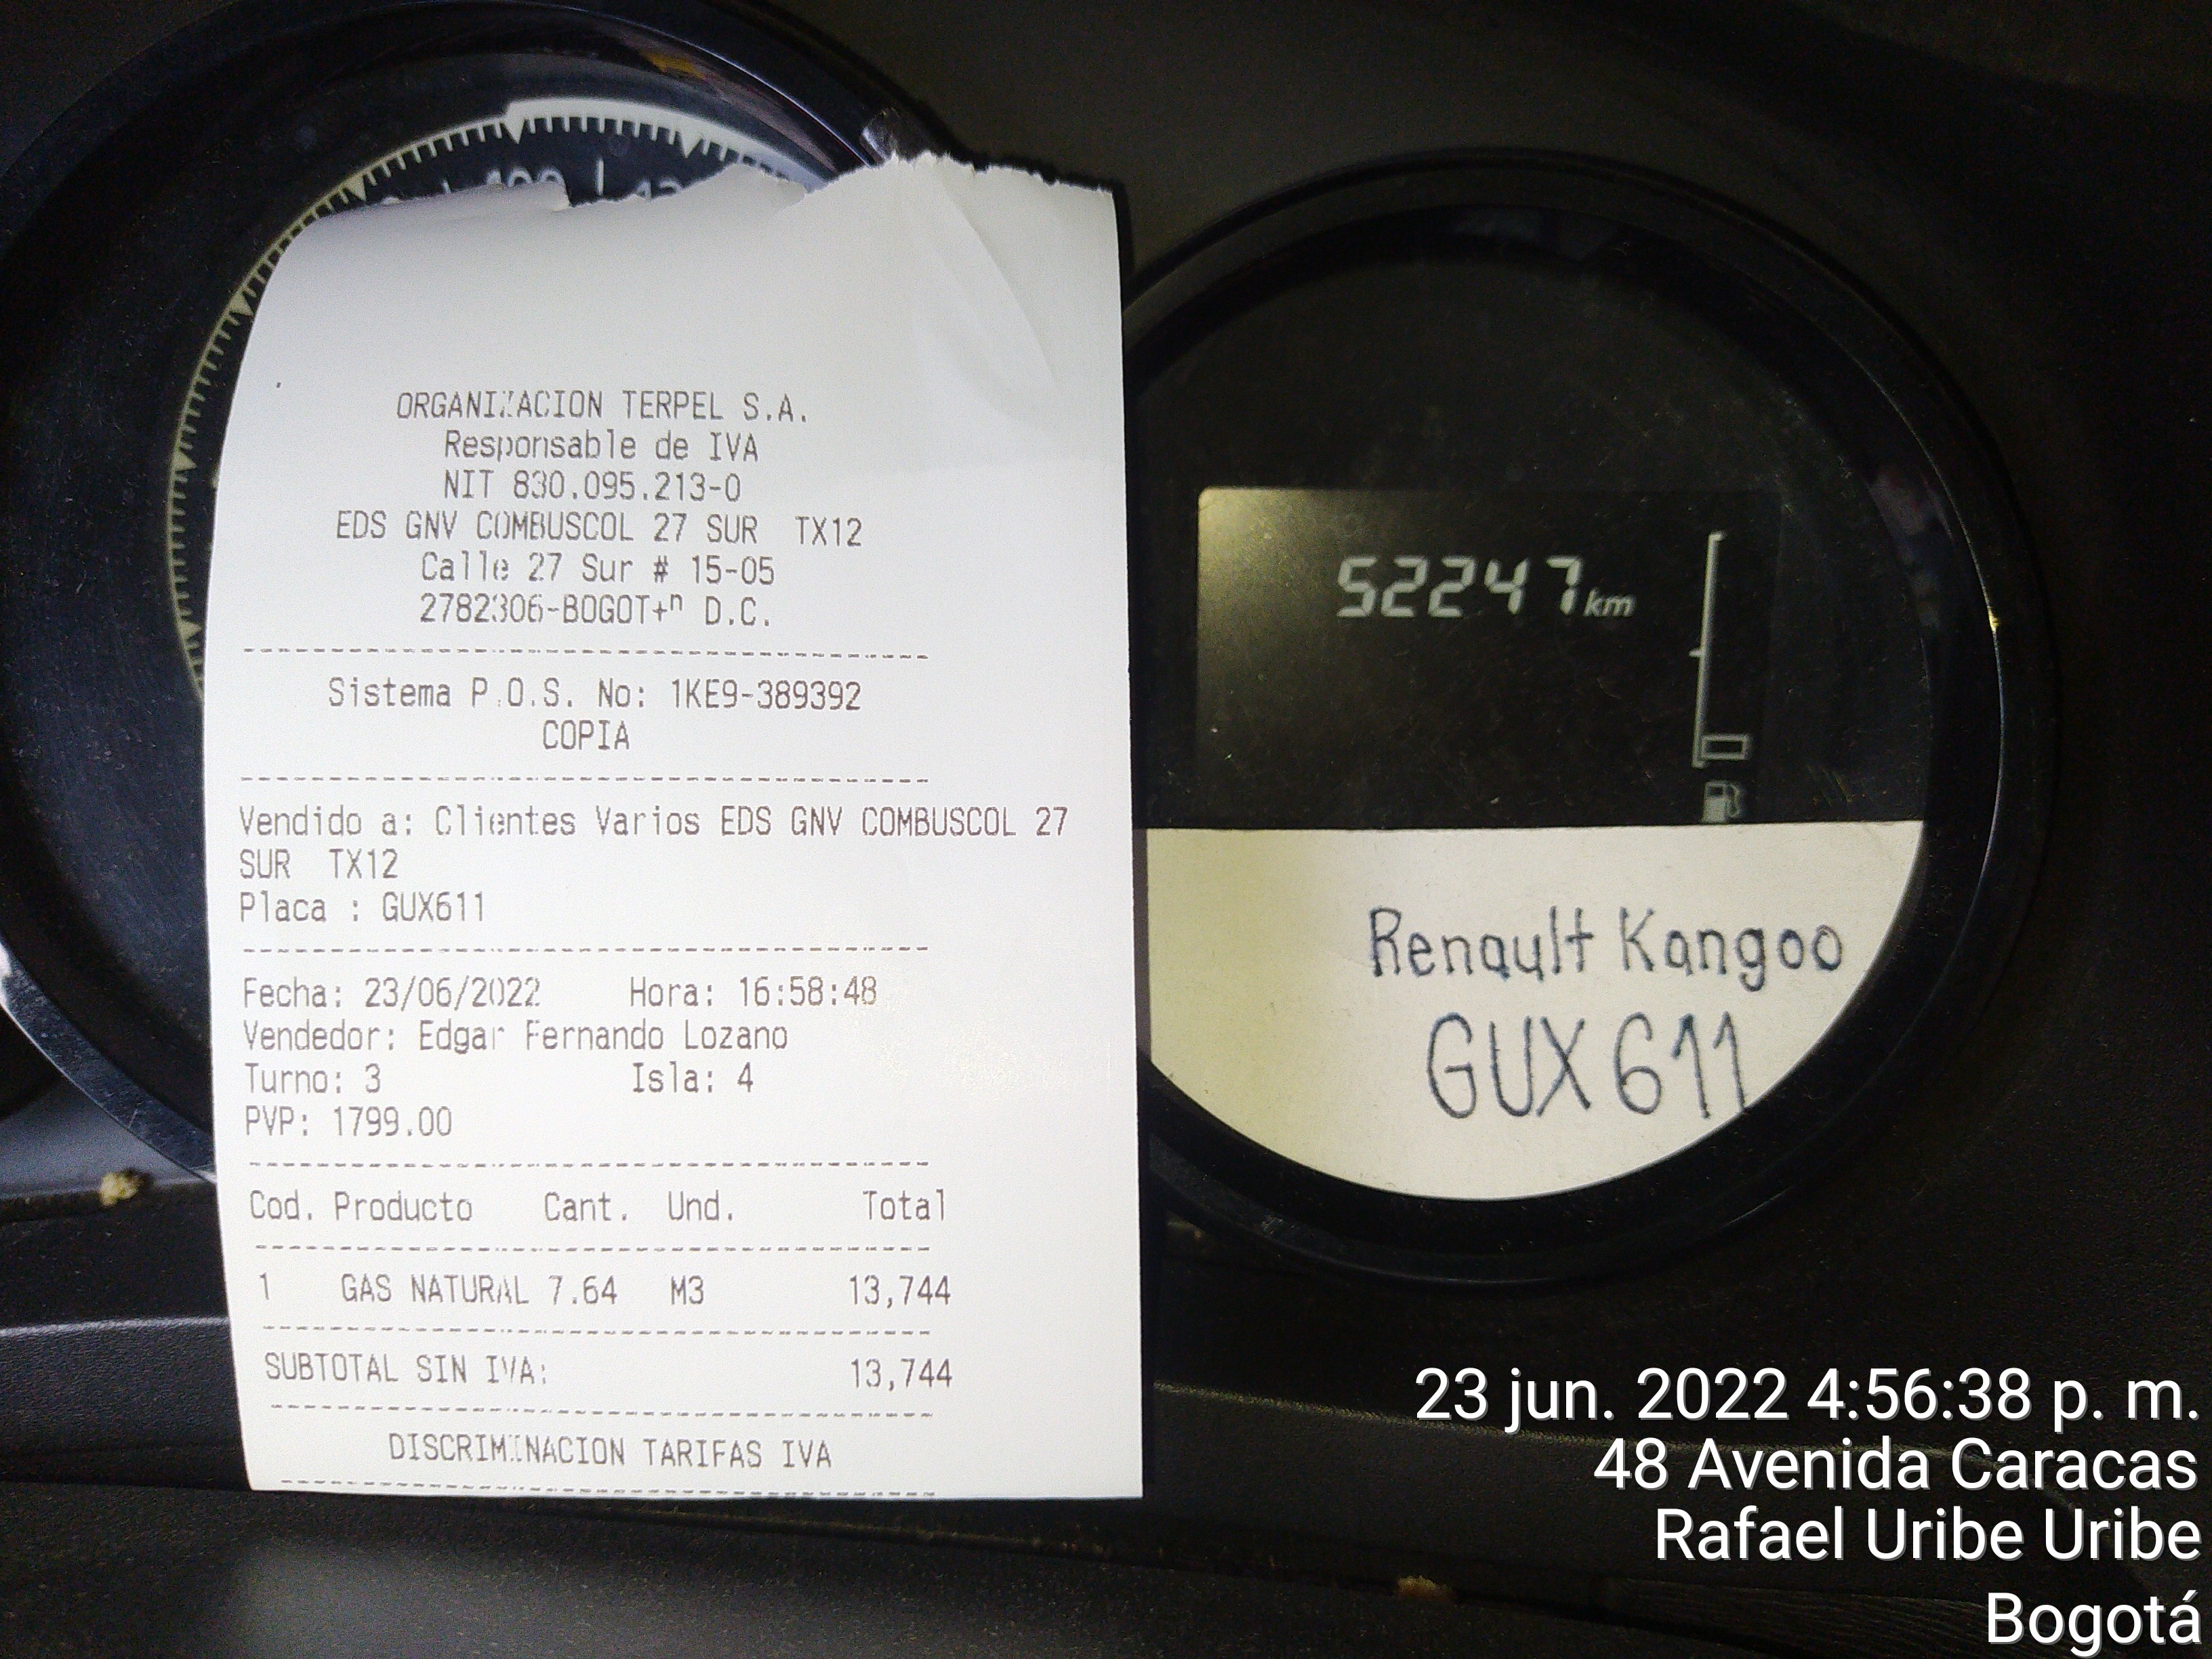 ORGANIZACION TERPEL S.A.
Responsable de IVA
NIT 830.095.213-0
EDS GNV COMBUSCOL 27 SUR TX12
Calle 27 Sur # 15-05
2782306-BOGOT+ⁿ D.C.
Sistema P.O.S. No: 1KE9-389392
COPIA
Vendido a: Clientes Varios EDS GNV COMBUSCOL 27
SUR TX12
Placa : GUX611
Fecha: 23/06/2022 Hora: 16:58:48
Vendedor: Edgar Fernando Lozano
Turno: 3 Isla: 4
PVP: 1799.00
Cod. Producto Cant. Und. Total
1 GAS NATURAL 7.64 M3 13,744
SUBTOTAL SIN IVA: 13,744
DISCRIMINACION TARIFAS IVA
52247 km
Renault Kangoo
GUX611
23 jun. 2022 4:56:38 p. m.
48 Avenida Caracas
Rafael Uribe Uribe
Bogotá